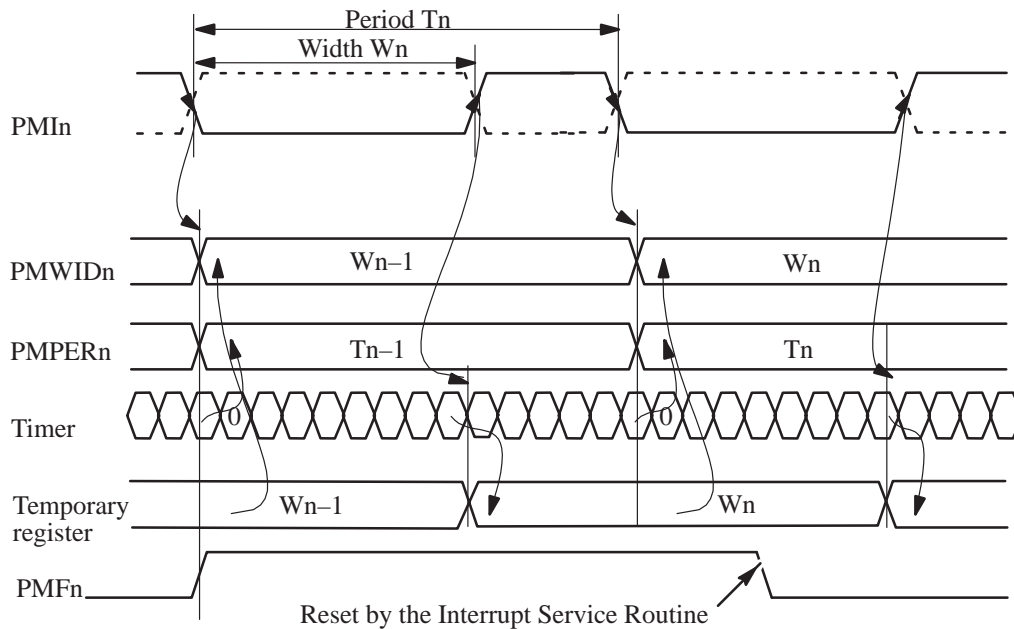 Period Tn
Width Wn
PMIn
PMWIDn
Wn–1
Wn
PMPERn
Tn–1
Tn
Timer
0
0
Temporary
register
Wn–1
Wn
PMFn
Reset by the Interrupt Service Routine